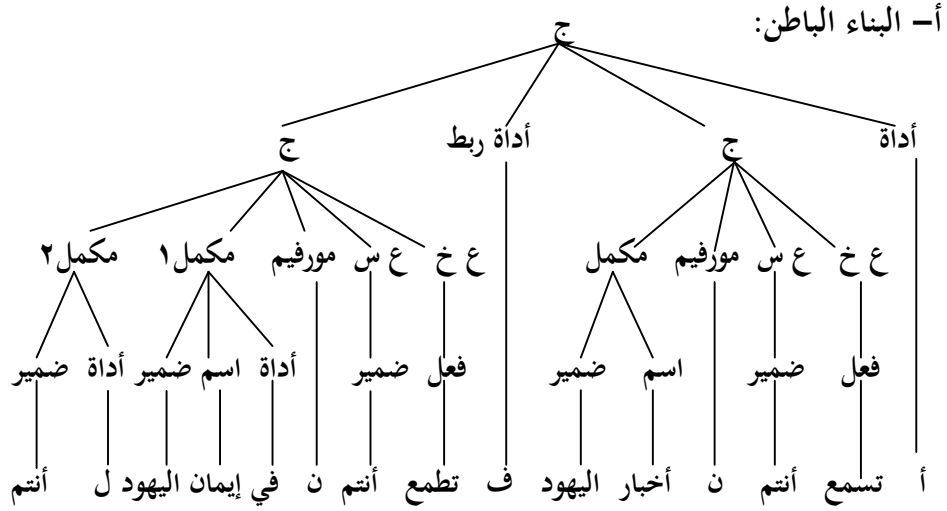 أ– البناء الباطن:
ج
أداة ج أداة ربط ج
ع خ ع س مورفيم مكمل ع خ ع س مورفيم مكمل١ مكمل٢
فعل ضمير اسم ضمير فعل ضمير أداة اسم ضمير أداة ضمير
أ تسمع أنتم ن أخبار اليهود ف تطمع أنتم ن في إيمان اليهود ل أنتم